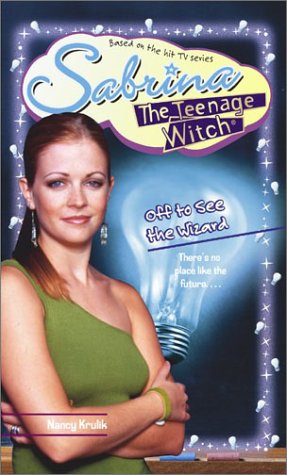 Based on the hit TV series
Sabrina
The Teenage
Witch®
Off to See
the Wizard
There's no
place like the
future. . . .
Nancy Krulik